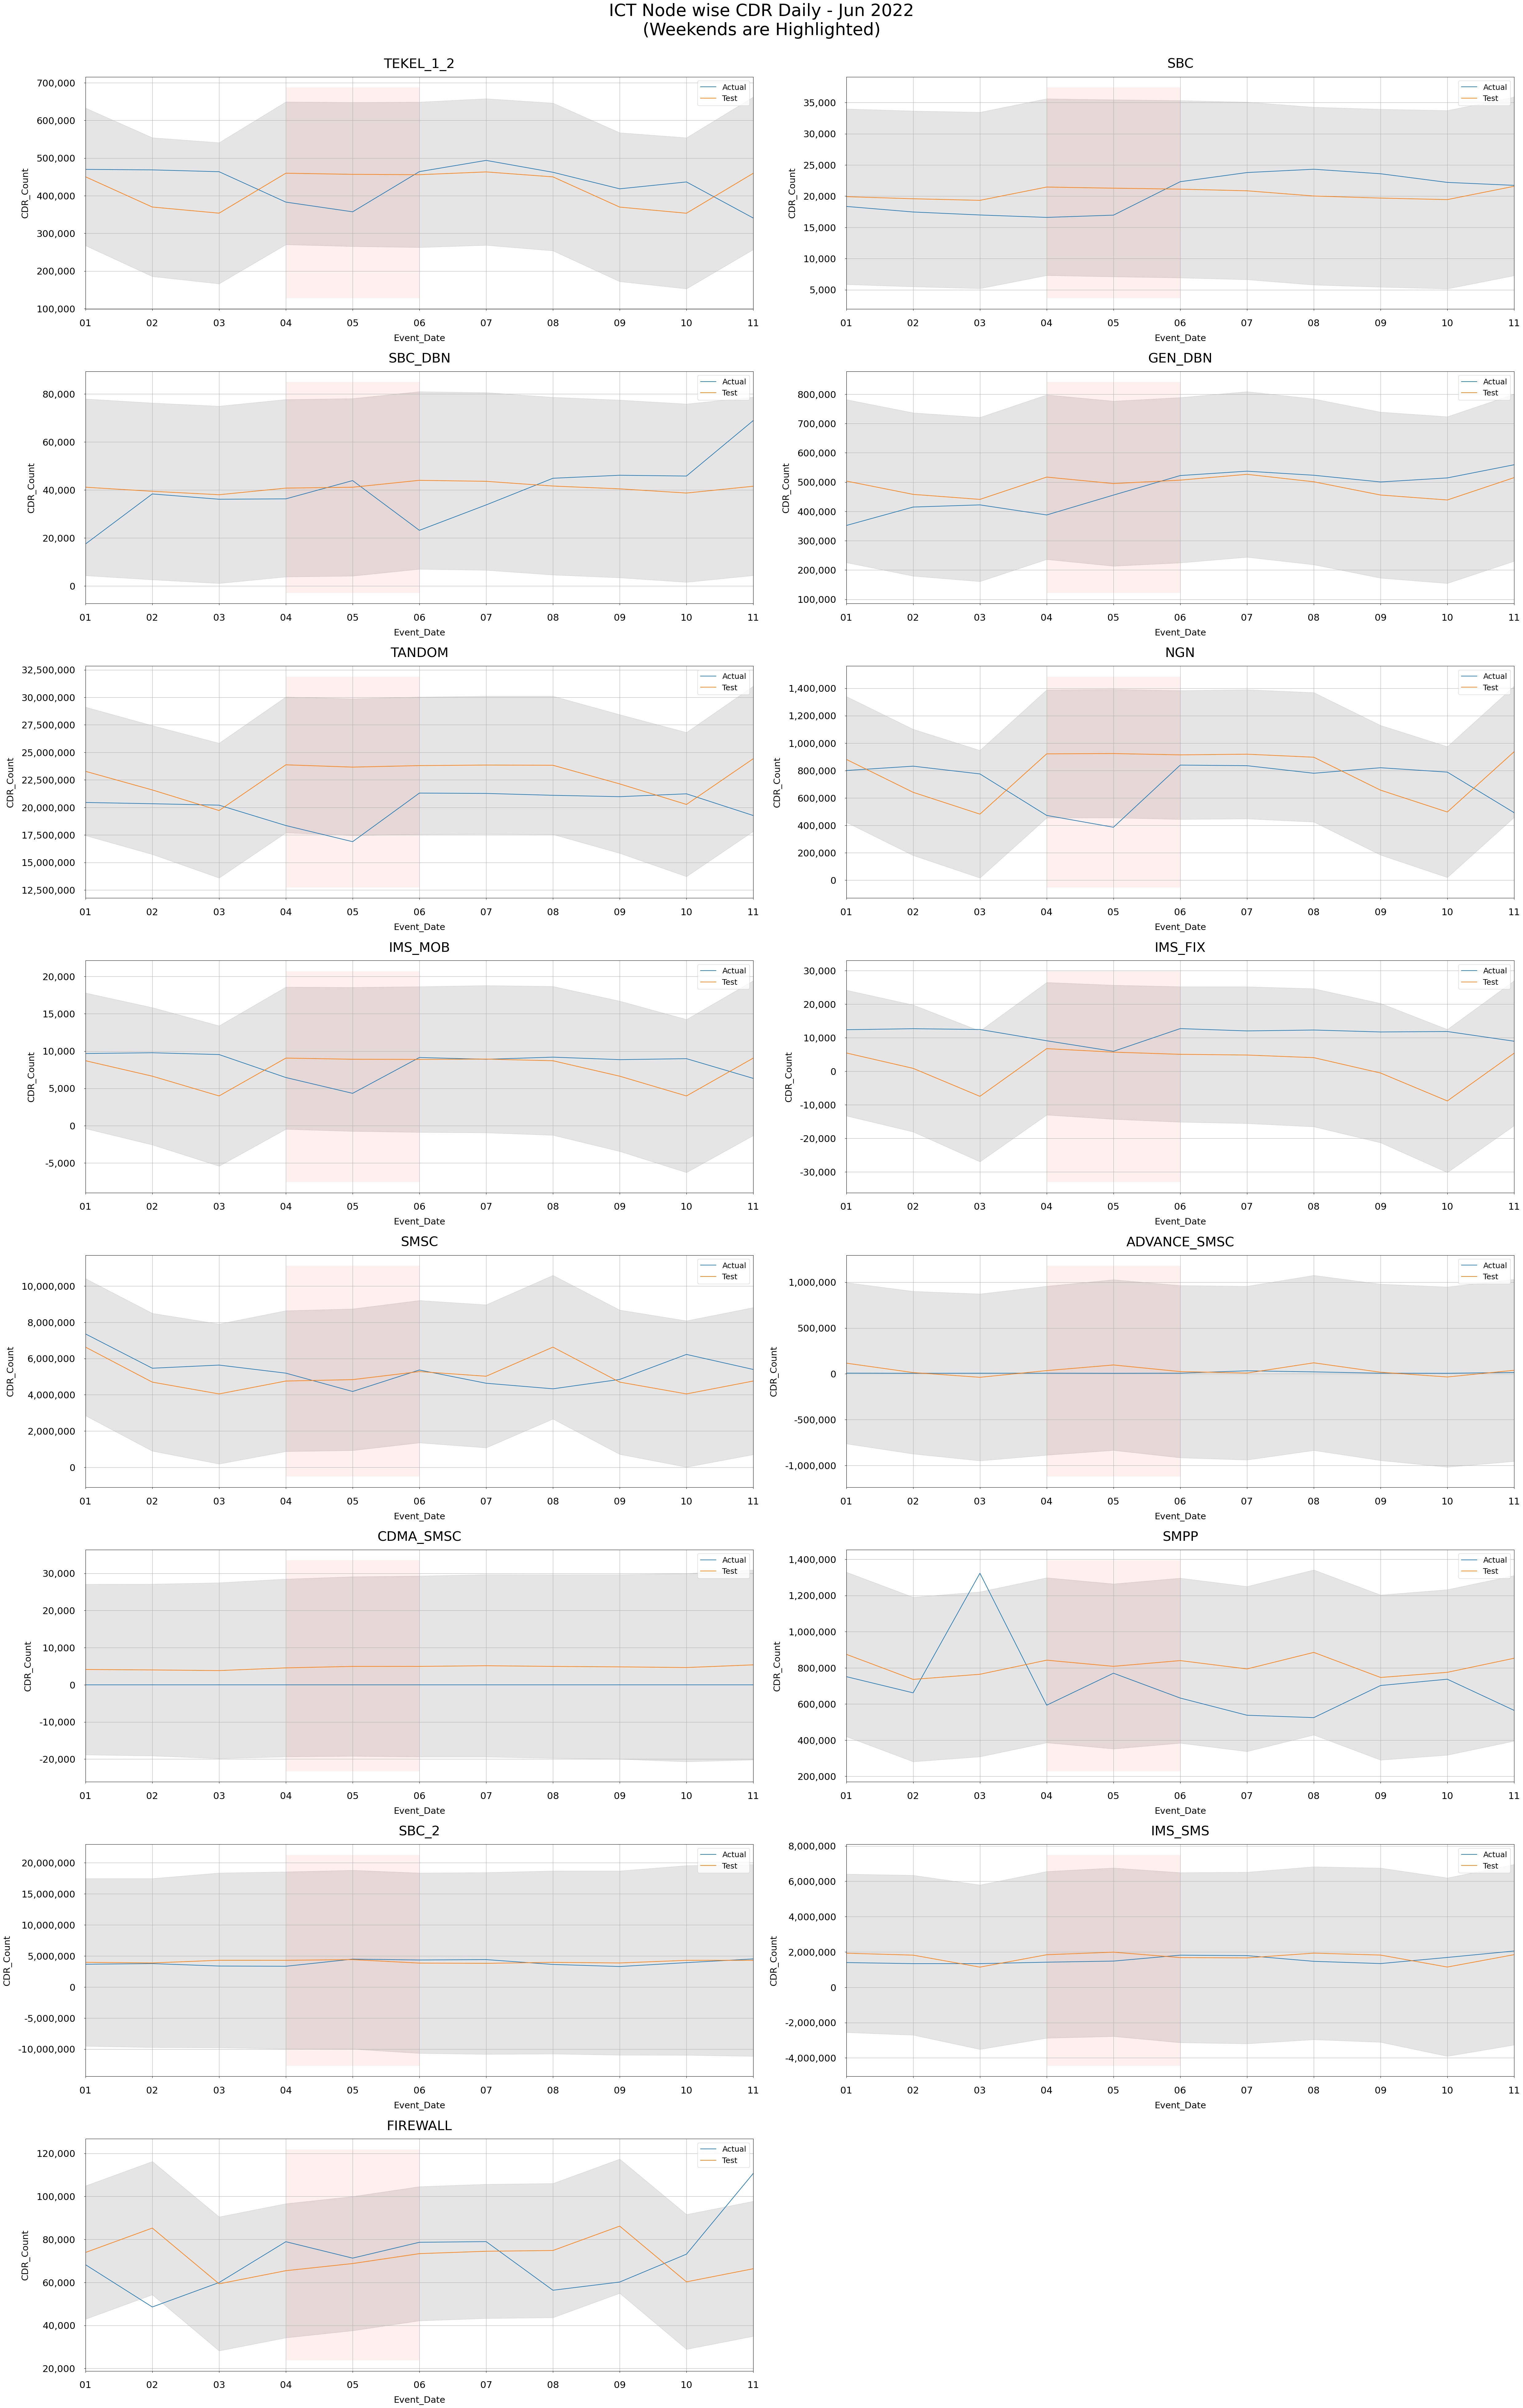 ICT Node wise CDR Daily - Jun 2022
(Weekends are Highlighted)
TEKEL_1_2
700,000
600,000
500,000
400,000
300,000
200,000
100,000
CDR_Count
Actual
Test
01 02 03 04 05 06 07 08 09 10 11
Event_Date
SBC
35,000
30,000
25,000
20,000
15,000
10,000
5,000
CDR_Count
Actual
Test
01 02 03 04 05 06 07 08 09 10 11
Event_Date
SBC_DBN
80,000
60,000
40,000
20,000
0
CDR_Count
Actual
Test
01 02 03 04 05 06 07 08 09 10 11
Event_Date
GEN_DBN
800,000
700,000
600,000
500,000
400,000
300,000
200,000
100,000
CDR_Count
Actual
Test
01 02 03 04 05 06 07 08 09 10 11
Event_Date
TANDOM
32,500,000
30,000,000
27,500,000
25,000,000
22,500,000
20,000,000
17,500,000
15,000,000
12,500,000
CDR_Count
Actual
Test
01 02 03 04 05 06 07 08 09 10 11
Event_Date
NGN
1,400,000
1,200,000
1,000,000
800,000
600,000
400,000
200,000
0
CDR_Count
Actual
Test
01 02 03 04 05 06 07 08 09 10 11
Event_Date
IMS_MOB
20,000
15,000
10,000
5,000
0
-5,000
CDR_Count
Actual
Test
01 02 03 04 05 06 07 08 09 10 11
Event_Date
IMS_FIX
30,000
20,000
10,000
0
-10,000
-20,000
-30,000
CDR_Count
Actual
Test
01 02 03 04 05 06 07 08 09 10 11
Event_Date
SMSC
10,000,000
8,000,000
6,000,000
4,000,000
2,000,000
0
CDR_Count
Actual
Test
01 02 03 04 05 06 07 08 09 10 11
Event_Date
ADVANCE_SMSC
1,000,000
500,000
0
-500,000
-1,000,000
CDR_Count
Actual
Test
01 02 03 04 05 06 07 08 09 10 11
Event_Date
CDMA_SMSC
30,000
20,000
10,000
0
-10,000
-20,000
CDR_Count
Actual
Test
01 02 03 04 05 06 07 08 09 10 11
Event_Date
SMPP
1,400,000
1,200,000
1,000,000
800,000
600,000
400,000
200,000
CDR_Count
Actual
Test
01 02 03 04 05 06 07 08 09 10 11
Event_Date
SBC_2
20,000,000
15,000,000
10,000,000
5,000,000
0
-5,000,000
-10,000,000
CDR_Count
Actual
Test
01 02 03 04 05 06 07 08 09 10 11
Event_Date
IMS_SMS
8,000,000
6,000,000
4,000,000
2,000,000
0
-2,000,000
-4,000,000
CDR_Count
Actual
Test
01 02 03 04 05 06 07 08 09 10 11
Event_Date
FIREWALL
120,000
100,000
80,000
60,000
40,000
20,000
CDR_Count
Actual
Test
01 02 03 04 05 06 07 08 09 10 11
Event_Date